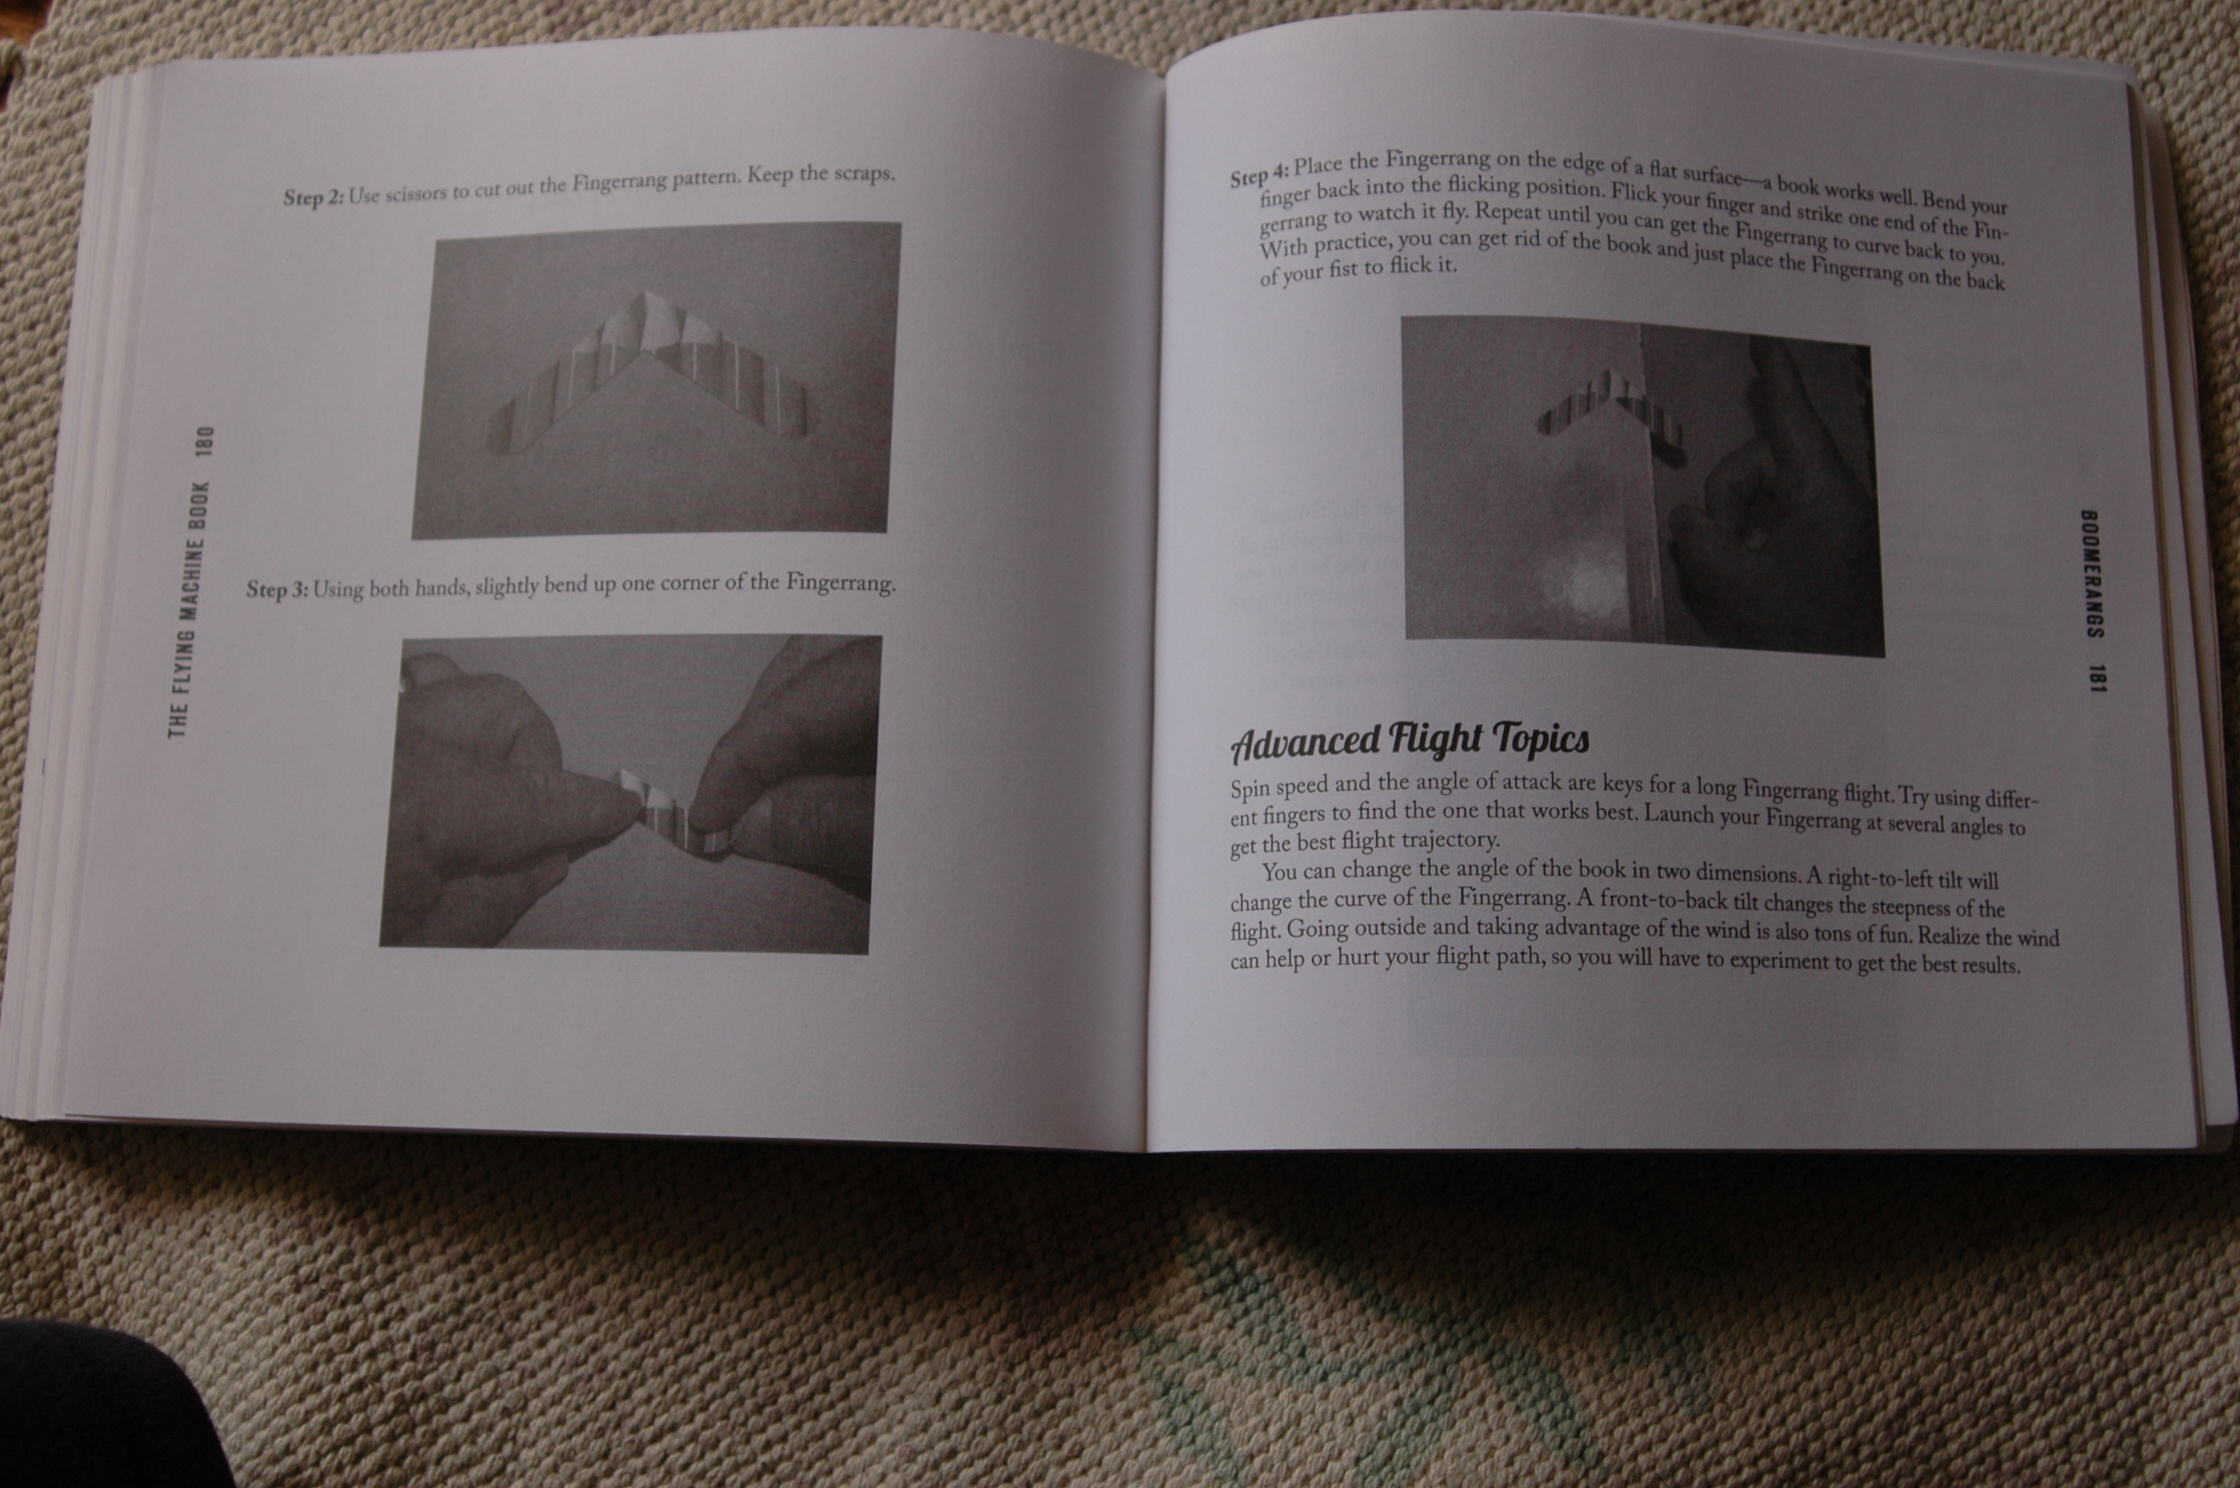 Step 2: Use scissors to cut out the Fingerrang pattern. Keep the scraps.
Step 3: Using both hands, slightly bend up one corner of the Fingerrang.
THE FLYING MACHINE BOOK 180
Step 4: Place the Fingerrang on the edge of a flat surface—a book works well. Bend your
finger back into the flicking position. Flick your finger and strike one end of the Fin-
gerrang to watch it fly. Repeat until you can get the Fingerrang to curve back to you.
With practice, you can get rid of the book and just place the Fingerrang on the back
of your fist to flick it.
Advanced Flight Topics
Spin speed and the angle of attack are keys for a long Fingerrang flight. Try using differ-
ent fingers to find the one that works best. Launch your Fingerrang at several angles to
get the best flight trajectory.
You can change the angle of the book in two dimensions. A right-to-left tilt will
change the curve of the Fingerrang. A front-to-back tilt changes the steepness of the
flight. Going outside and taking advantage of the wind is also tons of fun. Realize the wind
can help or hurt your flight path, so you will have to experiment to get the best results.
BOOMERANGS 181